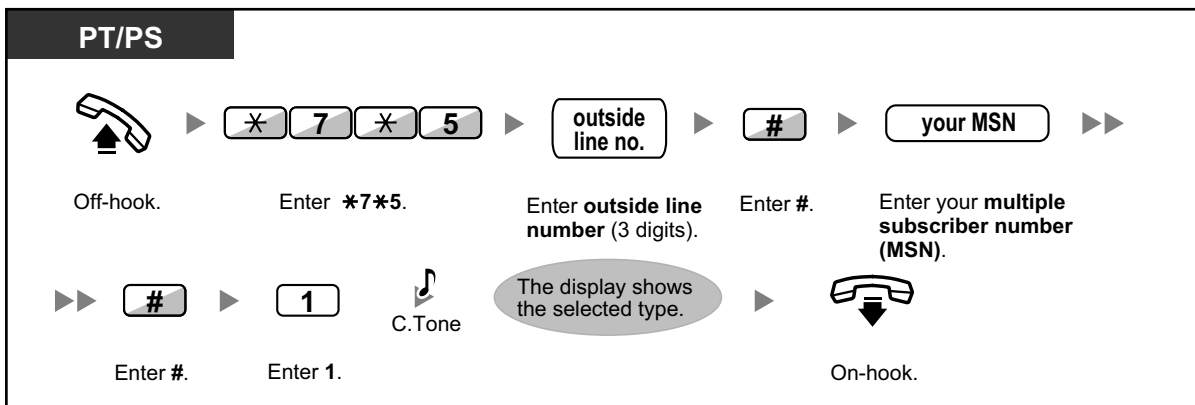 PT/PS
✳ 7 ✳ 5
outside
line no.
#
your MSN
Off-hook.
Enter ✳7✳5.
Enter outside line
number (3 digits).
Enter #.
Enter your multiple
subscriber number
(MSN).
#
1
C.Tone
The display shows
the selected type.
Enter #.
Enter 1.
On-hook.